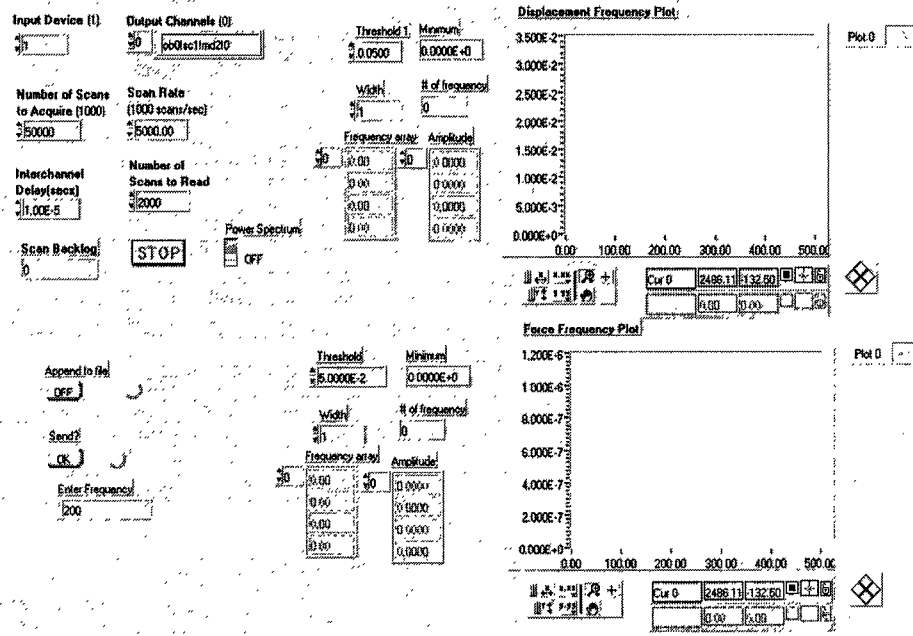 Input Device (1)
1
Output Channels (0)
0
ob0!sc1!md2!0
Number of Scans
to Acquire (1000)
50000
Scan Rate
(1000 scans/sec)
5000.00
Interchannel
Delay(secs)
1.00E-5
Number of
Scans to Read
2000
Scan Backlog
0
STOP
Power Spectrum
OFF
Threshold 1
0.0500
Minimum
0.0000E+0
Width
1
# of frequency
0
Frequency array
Amplitude
0
0.00
0
0.0000
0.00
0.0000
0.00
0.0000
0.00
0.0000
Displacement Frequency Plot
Plot 0
3.500E-2
3.000E-2
2.500E-2
2.000E-2
1.500E-2
1.000E-2
5.000E-3
0.000E+0
0.00 100.00 200.00 300.00 400.00 500.00
Cur 0 2486.11 -132.50
0.00 0.00
Append to file
OFF
Send?
OK
Enter Frequency
200
Threshold
5.0000E-2
Minimum
0.0000E+0
Width
1
# of frequency
0
Frequency array
Amplitude
0
0.00
0
0.0000
0.00
0.0000
0.00
0.0000
0.00
0.0000
Force Frequency Plot
Plot 0
1.200E-6
1.000E-6
8.000E-7
6.000E-7
4.000E-7
2.000E-7
0.000E+0
0.00 100.00 200.00 300.00 400.00 500.00
Cur 0 2486.11 -132.50
0.00